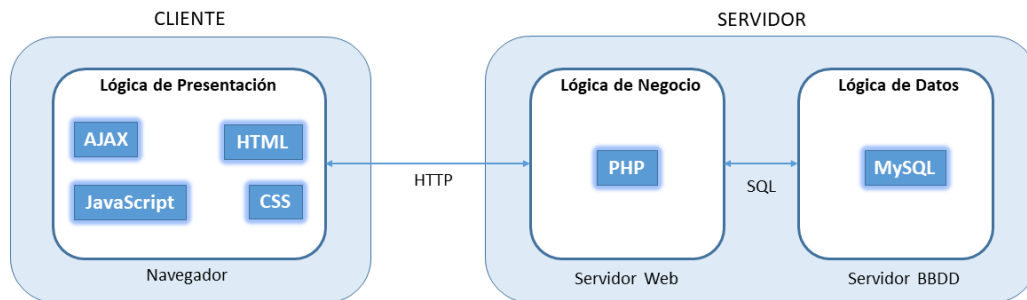 CLIENTE
SERVIDOR
Lógica de Presentación
AJAX
HTML
JavaScript
CSS
Navegador
HTTP
Lógica de Negocio
PHP
Servidor Web
SQL
Lógica de Datos
MySQL
Servidor BBDD